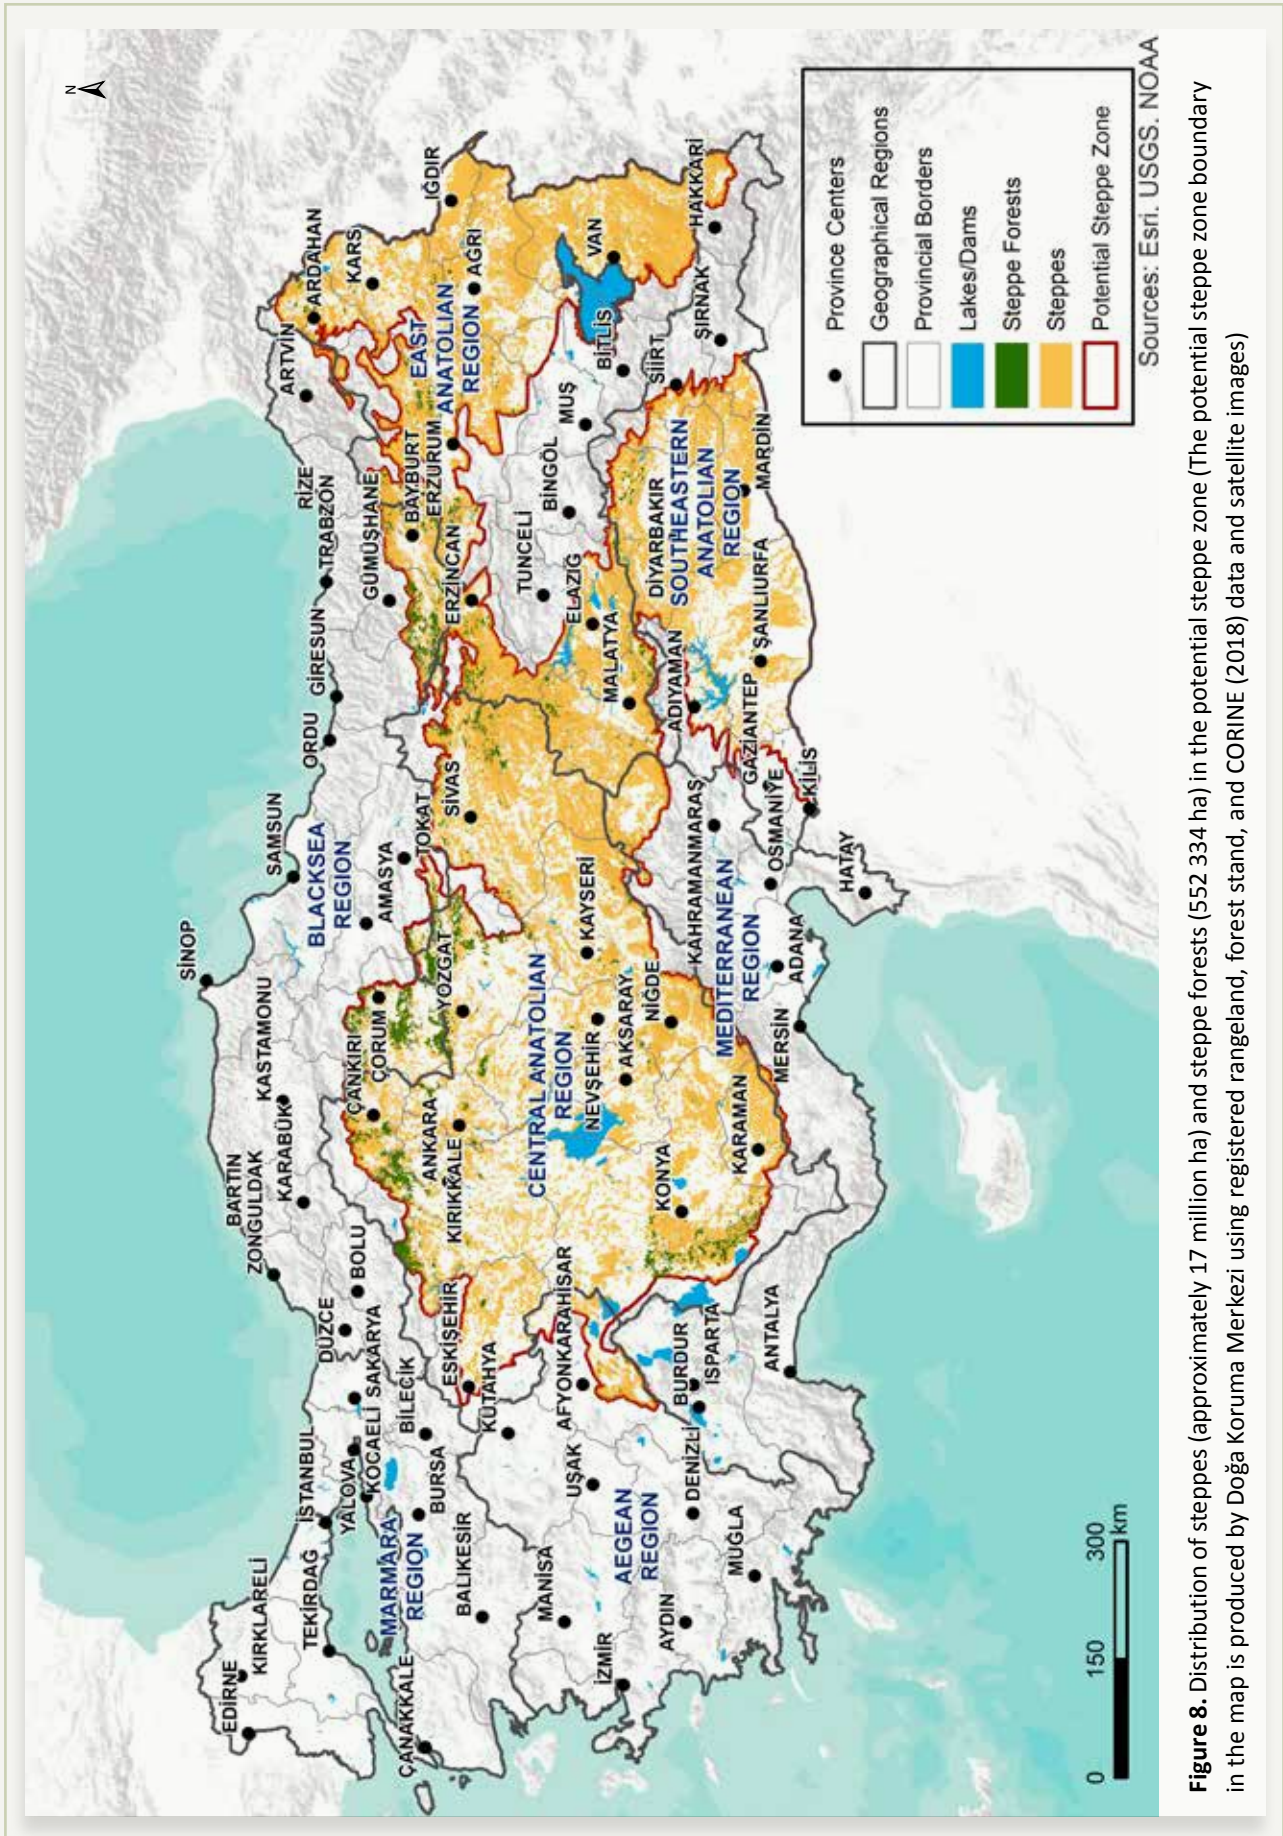 N
EDİRNE
KIRKLARELİ
TEKİRDAĞ
İSTANBUL
ÇANAKKALE
MARMARA
REGION
YALOVA
KOCAELİ
SAKARYA
DÜZCE
BOLU
BİLECİK
BURSA
BALIKESİR
ZONGULDAK
BARTIN
KARABÜK
KASTAMONU
SİNOP
SAMSUN
BLACKSEA
REGION
AMASYA
TOKAT
ORDU
GİRESUN
TRABZON
RİZE
GÜMÜŞHANE
BAYBURT
ARTVİN
ARDAHAN
KARS
IĞDIR
AĞRI
EAST
ANATOLIAN
REGION
ERZURUM
ERZİNCAN
TUNCELİ
BİNGÖL
MUŞ
BİTLİS
VAN
HAKKARİ
ŞIRNAK
SİİRT
ELAZIĞ
MALATYA
DİYARBAKIR
SOUTHEASTERN
ANATOLIAN
REGION
MARDİN
ŞANLIURFA
ADIYAMAN
GAZİANTEP
KİLİS
ÇANKIRI
ÇORUM
YOZGAT
SİVAS
ANKARA
KIRIKKALE
ESKİŞEHİR
KÜTAHYA
CENTRAL ANATOLIAN
REGION
NEVŞEHİR
KAYSERİ
AKSARAY
NİĞDE
KONYA
KARAMAN
AFYONKARAHİSAR
UŞAK
MANİSA
İZMİR
AEGEAN
REGION
AYDIN
DENİZLİ
MUĞLA
BURDUR
ISPARTA
ANTALYA
MERSİN
ADANA
MEDITERRANEAN
REGION
KAHRAMANMARAŞ
OSMANİYE
HATAY
Province Centers
Geographical Regions
Provincial Borders
Lakes/Dams
Steppe Forests
Steppes
Potential Steppe Zone
Sources: Esri. USGS. NOAA
0 150 300
km
Figure 8. Distribution of steppes (approximately 17 million ha) and steppe forests (552 334 ha) in the potential steppe zone (The potential steppe zone boundary
in the map is produced by Doğa Koruma Merkezi using registered rangeland, forest stand, and CORINE (2018) data and satellite images)